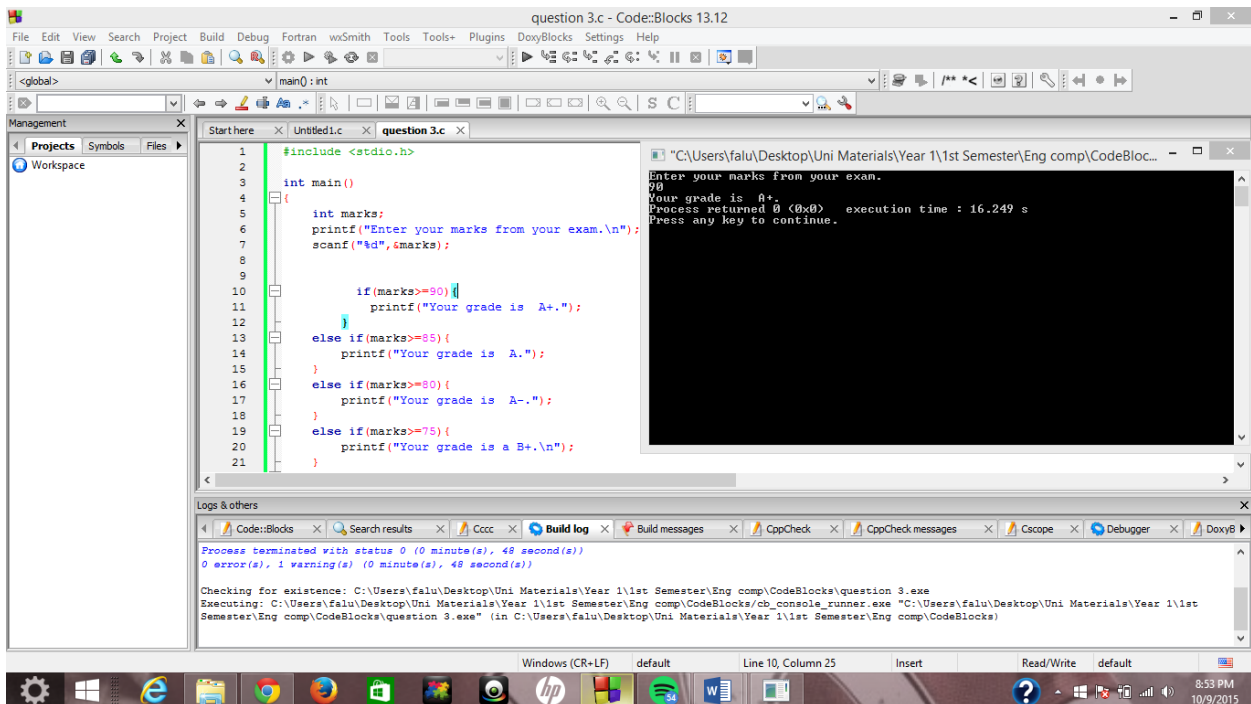 question 3.c - Code::Blocks 13.12
File Edit View Search Project Build Debug Fortran wxSmith Tools Tools+ Plugins DoxyBlocks Settings Help
<global> main() : int /** *<
S C
Management
Projects Symbols Files
Workspace
Start here Untitled1.c question 3.c
1 #include <stdio.h>
2
3 int main()
4 {
5 int marks;
6 printf("Enter your marks from your exam.\n");
7 scanf("%d",&marks);
8
9
10 if(marks>=90){
11 printf("Your grade is  A+.");
12 }
13 else if(marks>=85){
14 printf("Your grade is  A.");
15 }
16 else if(marks>=80){
17 printf("Your grade is  A-.");
18 }
19 else if(marks>=75){
20 printf("Your grade is a B+.\n");
21 }
"C:\Users\falu\Desktop\Uni Materials\Year 1\1st Semester\Eng comp\CodeBloc...
Enter your marks from your exam.
90
Your grade is  A+.
Process returned 0 (0x0)   execution time : 16.249 s
Press any key to continue.
Logs & others
Code::Blocks Search results Cccc Build log Build messages CppCheck CppCheck messages Cscope Debugger DoxyB
Process terminated with status 0 (0 minute(s), 48 second(s))
0 error(s), 1 warning(s) (0 minute(s), 48 second(s))
Checking for existence: C:\Users\falu\Desktop\Uni Materials\Year 1\1st Semester\Eng comp\CodeBlocks\question 3.exe
Executing: C:\Users\falu\Desktop\Uni Materials\Year 1\1st Semester\Eng comp\CodeBlocks/cb_console_runner.exe "C:\Users\falu\Desktop\Uni Materials\Year 1\1st
Semester\Eng comp\CodeBlocks\question 3.exe" (in C:\Users\falu\Desktop\Uni Materials\Year 1\1st Semester\Eng comp\CodeBlocks)
Windows (CR+LF) default Line 10, Column 25 Insert Read/Write default
hp 54 W
8:53 PM
10/9/2015